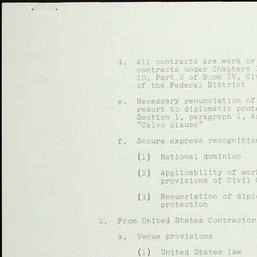 d. All contracts are work or
contracts under Chapters
10, Part 2 of Book IV, Ci
of the Federal District
e. Necessary renunciation of
resort to diplomatic prote
Section 1, paragraph 1, A
"Calvo clause"
f. Secure express recognition
(1) National dominion
(2) Applicability of wor
provisions of Civil
(3) Renunciation of dipl
protection
2. From United States Contractor
a. Venue provisions
(1) United States law